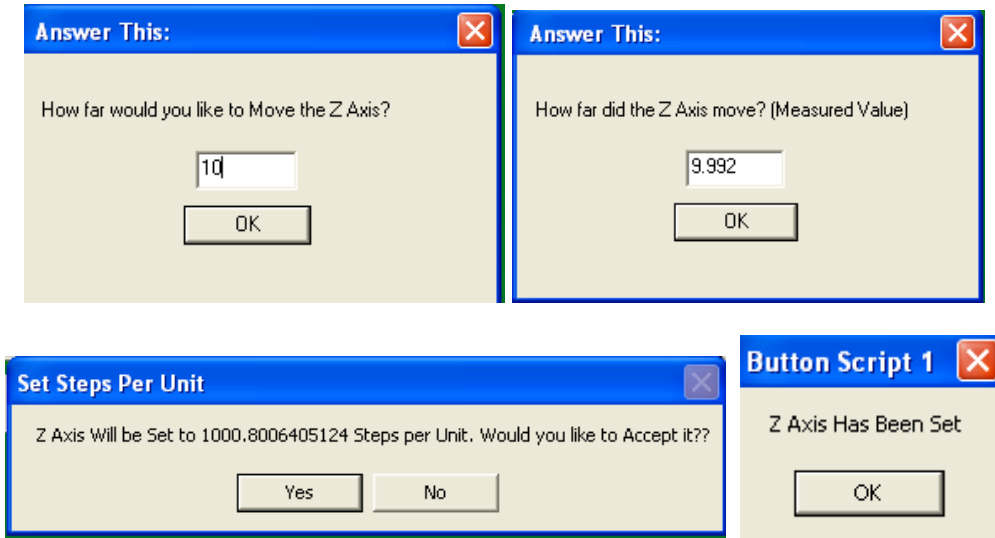 Answer This:
How far would you like to Move the Z Axis?
10
OK
Answer This:
How far did the Z Axis move? (Measured Value)
9.992
OK
Set Steps Per Unit
Z Axis Will be Set to 1000.8006405124 Steps per Unit. Would you like to Accept it??
Yes No
Button Script 1
Z Axis Has Been Set
OK